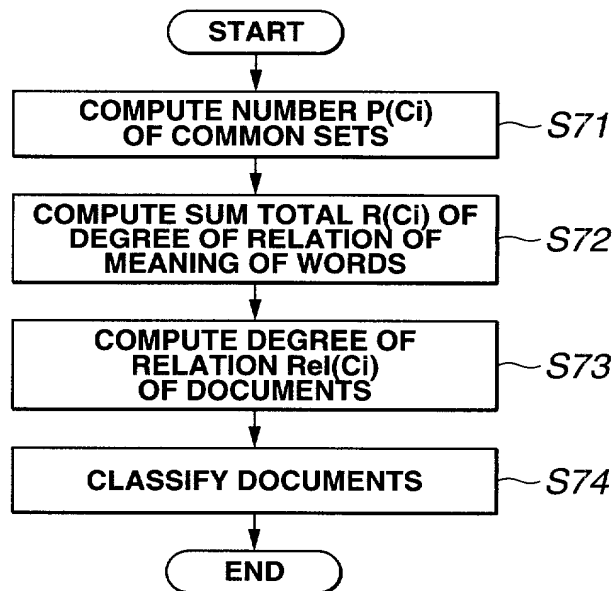 START
COMPUTE NUMBER P(Ci)
OF COMMON SETS
S71
COMPUTE SUM TOTAL R(Ci) OF
DEGREE OF RELATION OF
MEANING OF WORDS
S72
COMPUTE DEGREE OF
RELATION Rel(Ci)
OF DOCUMENTS
S73
CLASSIFY DOCUMENTS
S74
END